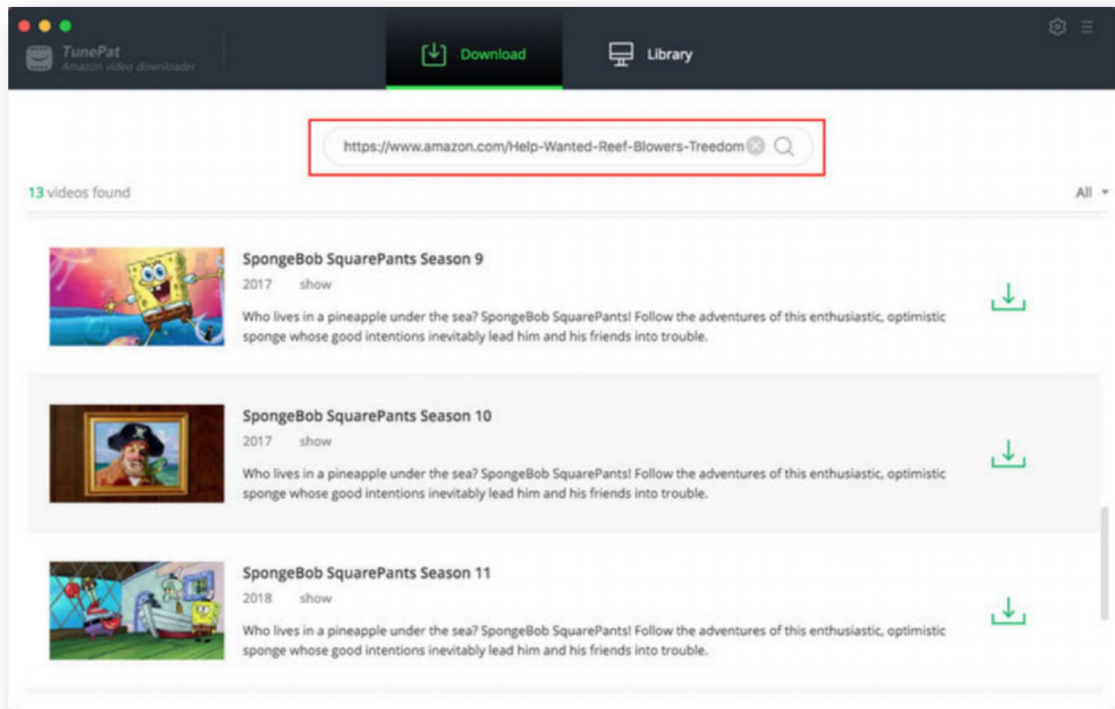 TunePat
Amazon video downloader
Download
Library
https://www.amazon.com/Help-Wanted-Reef-Blowers-Treedom
13 videos found
All
SpongeBob SquarePants Season 9
2017 show
Who lives in a pineapple under the sea? SpongeBob SquarePants! Follow the adventures of this enthusiastic, optimistic
sponge whose good intentions inevitably lead him and his friends into trouble.
SpongeBob SquarePants Season 10
2017 show
Who lives in a pineapple under the sea? SpongeBob SquarePants! Follow the adventures of this enthusiastic, optimistic
sponge whose good intentions inevitably lead him and his friends into trouble.
SpongeBob SquarePants Season 11
2018 show
Who lives in a pineapple under the sea? SpongeBob SquarePants! Follow the adventures of this enthusiastic, optimistic
sponge whose good intentions inevitably lead him and his friends into trouble.